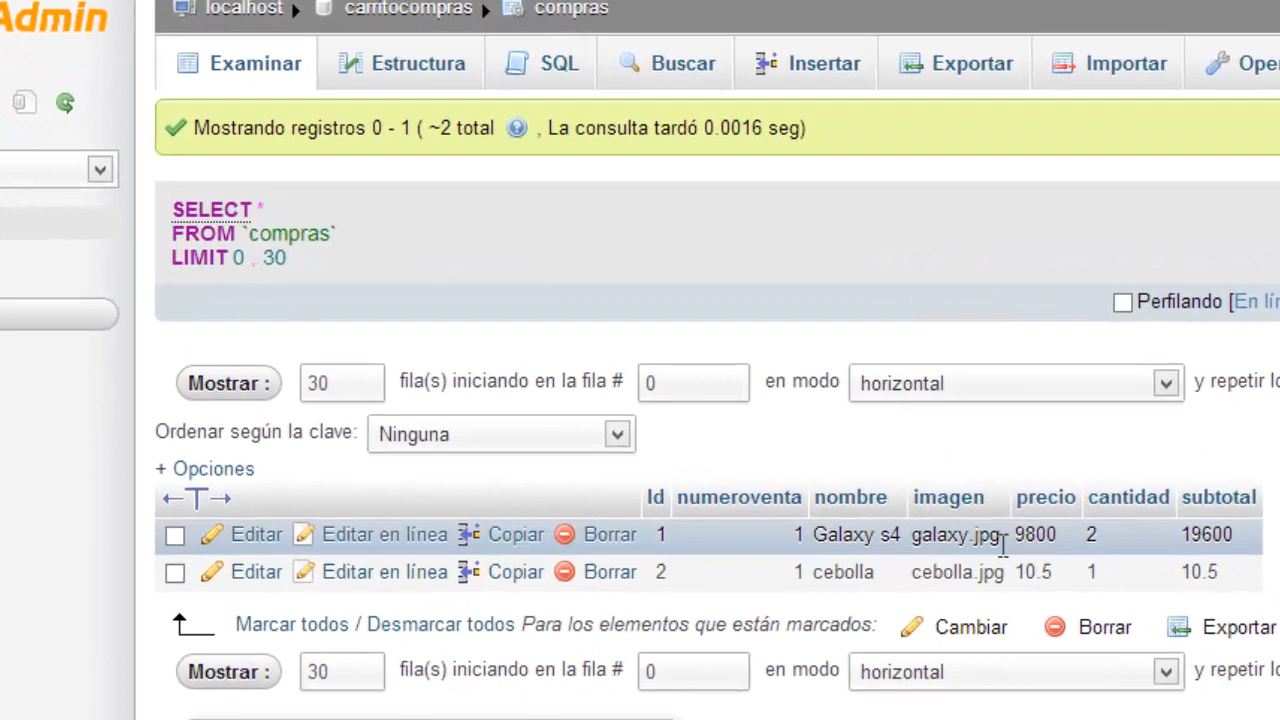 Admin
localhost ▸ carritocompras ▸ compras
Examinar Estructura SQL Buscar Insertar Exportar Importar
Mostrando registros 0 - 1 ( ~2 total , La consulta tardó 0.0016 seg)
SELECT *
FROM `compras`
LIMIT 0 , 30
Perfilando [En
Mostrar : 30 fila(s) iniciando en la fila # 0 en modo horizontal y repetir
Ordenar según la clave: Ninguna
+ Opciones
←T→ Id numeroventa nombre imagen precio cantidad subtotal
Editar Editar en línea Copiar Borrar 1 1 Galaxy s4 galaxy.jpg 9800 2 19600
Editar Editar en línea Copiar Borrar 2 1 cebolla cebolla.jpg 10.5 1 10.5
Marcar todos / Desmarcar todos Para los elementos que están marcados: Cambiar Borrar Exportar
Mostrar : 30 fila(s) iniciando en la fila # 0 en modo horizontal y repetir